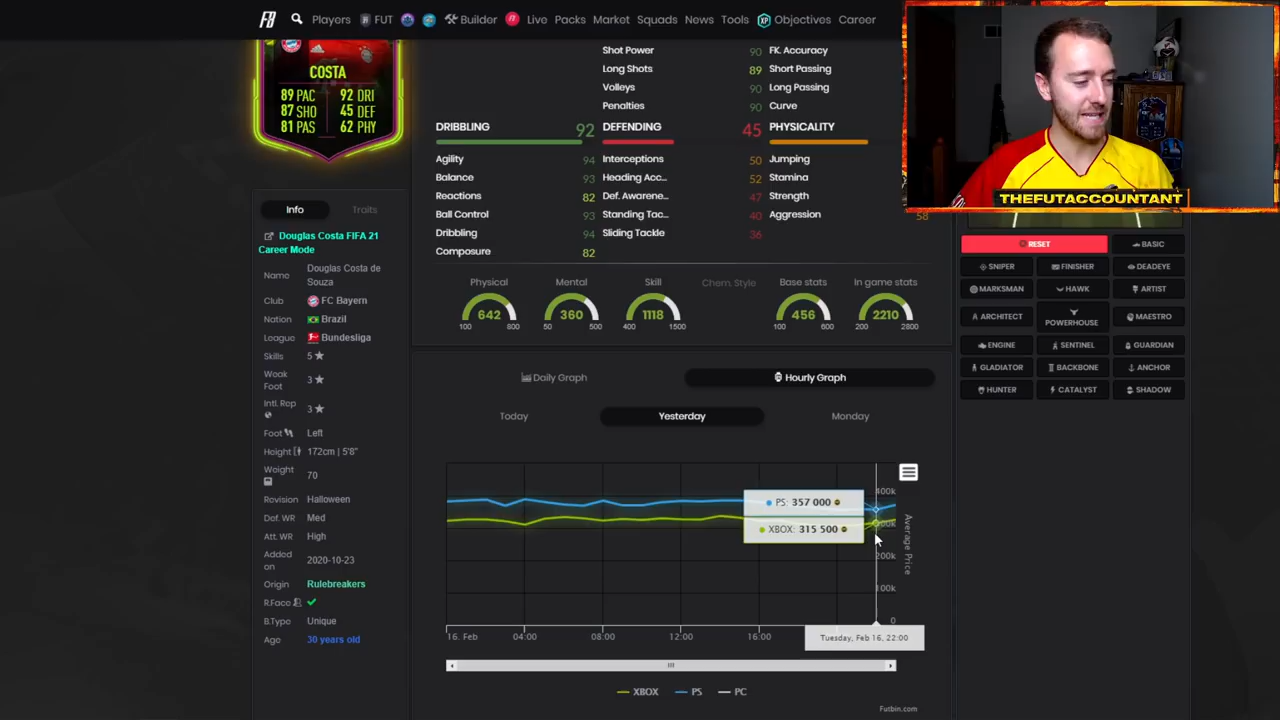 Players FUT Builder Live Packs Market Squads News Tools XP Objectives Career
COSTA
89 PAC 92 DRI
87 SHO 45 DEF
81 PAS 62 PHY
Shot Power 90 FK. Accuracy
Long Shots 89 Short Passing
Volleys 90 Long Passing
Penalties 90 Curve
DRIBBLING 92 DEFENDING 45 PHYSICALITY
Agility 94 Interceptions 50 Jumping
Balance 93 Heading Acc... 52 Stamina
Reactions 82 Def. Awarene... 47 Strength
Ball Control 93 Standing Tac... 40 Aggression 58
Dribbling 94 Sliding Tackle 36
Composure 82
THEFUTACCOUNTANT
Physical Mental Skill Chem. Style Base stats In game stats
642 360 1118 456 2210
100 800 50 500 400 1500 100 600 200 2800
RESET BASIC
SNIPER FINISHER DEADEYE
MARKSMAN HAWK ARTIST
ARCHITECT POWERHOUSE MAESTRO
ENGINE SENTINEL GUARDIAN
GLADIATOR BACKBONE ANCHOR
HUNTER CATALYST SHADOW
Info Traits
Douglas Costa FIFA 21
Career Mode
Name Douglas Costa de
Souza
Club FC Bayern
Nation Brazil
League Bundesliga
Skills 5
Weak
Foot 3
Intl. Rep 3
Foot Left
Height 172cm | 5'8"
Weight 70
Revision Halloween
Def. WR Med
Att. WR High
Added
on 2020-10-23
Origin Rulebreakers
R.Face
B.Type Unique
Age 30 years old
Daily Graph Hourly Graph
Today Yesterday Monday
PS: 357 000
XBOX: 315 500
400k
300k
200k
100k
0
Average Price
16. Feb 04:00 08:00 12:00 16:00
Tuesday, Feb 16, 22:00
XBOX PS PC
Futbin.com